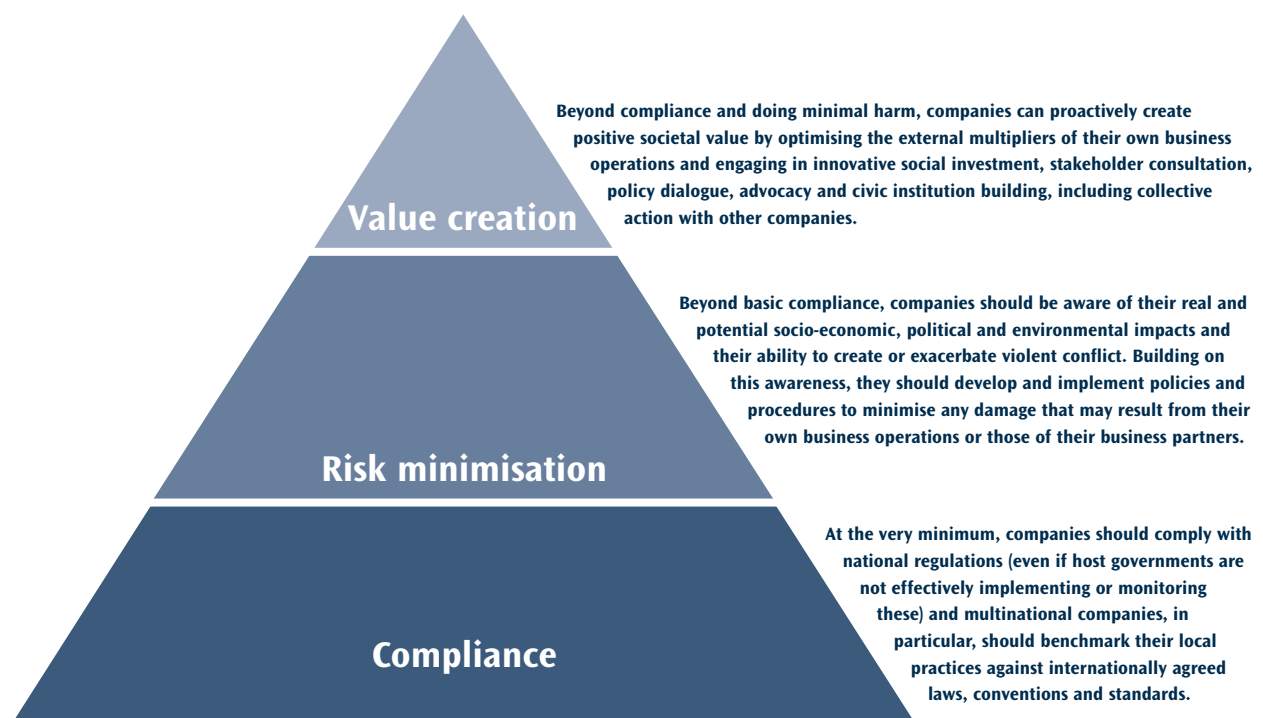 Beyond compliance and doing minimal harm, companies can proactively create
positive societal value by optimising the external multipliers of their own business
operations and engaging in innovative social investment, stakeholder consultation,
policy dialogue, advocacy and civic institution building, including collective
action with other companies.
Value creation
Beyond basic compliance, companies should be aware of their real and
potential socio-economic, political and environmental impacts and
their ability to create or exacerbate violent conflict. Building on
this awareness, they should develop and implement policies and
procedures to minimise any damage that may result from their
own business operations or those of their business partners.
Risk minimisation
At the very minimum, companies should comply with
national regulations (even if host governments are
not effectively implementing or monitoring
these) and multinational companies, in
particular, should benchmark their local
practices against internationally agreed
laws, conventions and standards.
Compliance